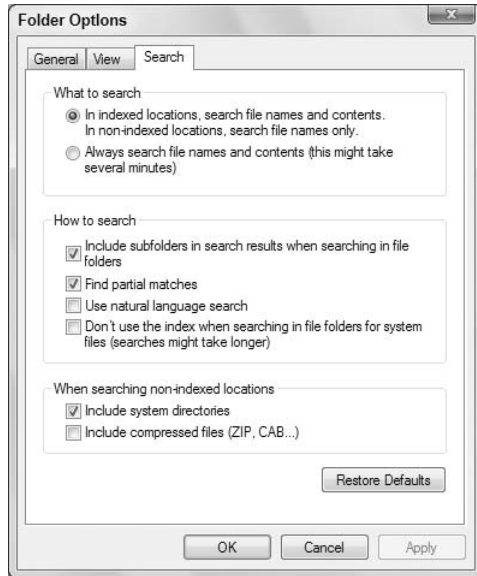 Folder Options
General View Search
What to search
In indexed locations, search file names and contents.
In non-indexed locations, search file names only.
Always search file names and contents (this might take
several minutes)
How to search
Include subfolders in search results when searching in file
folders
Find partial matches
Use natural language search
Don't use the index when searching in file folders for system
files (searches might take longer)
When searching non-indexed locations
Include system directories
Include compressed files (ZIP, CAB...)
Restore Defaults
OK Cancel Apply